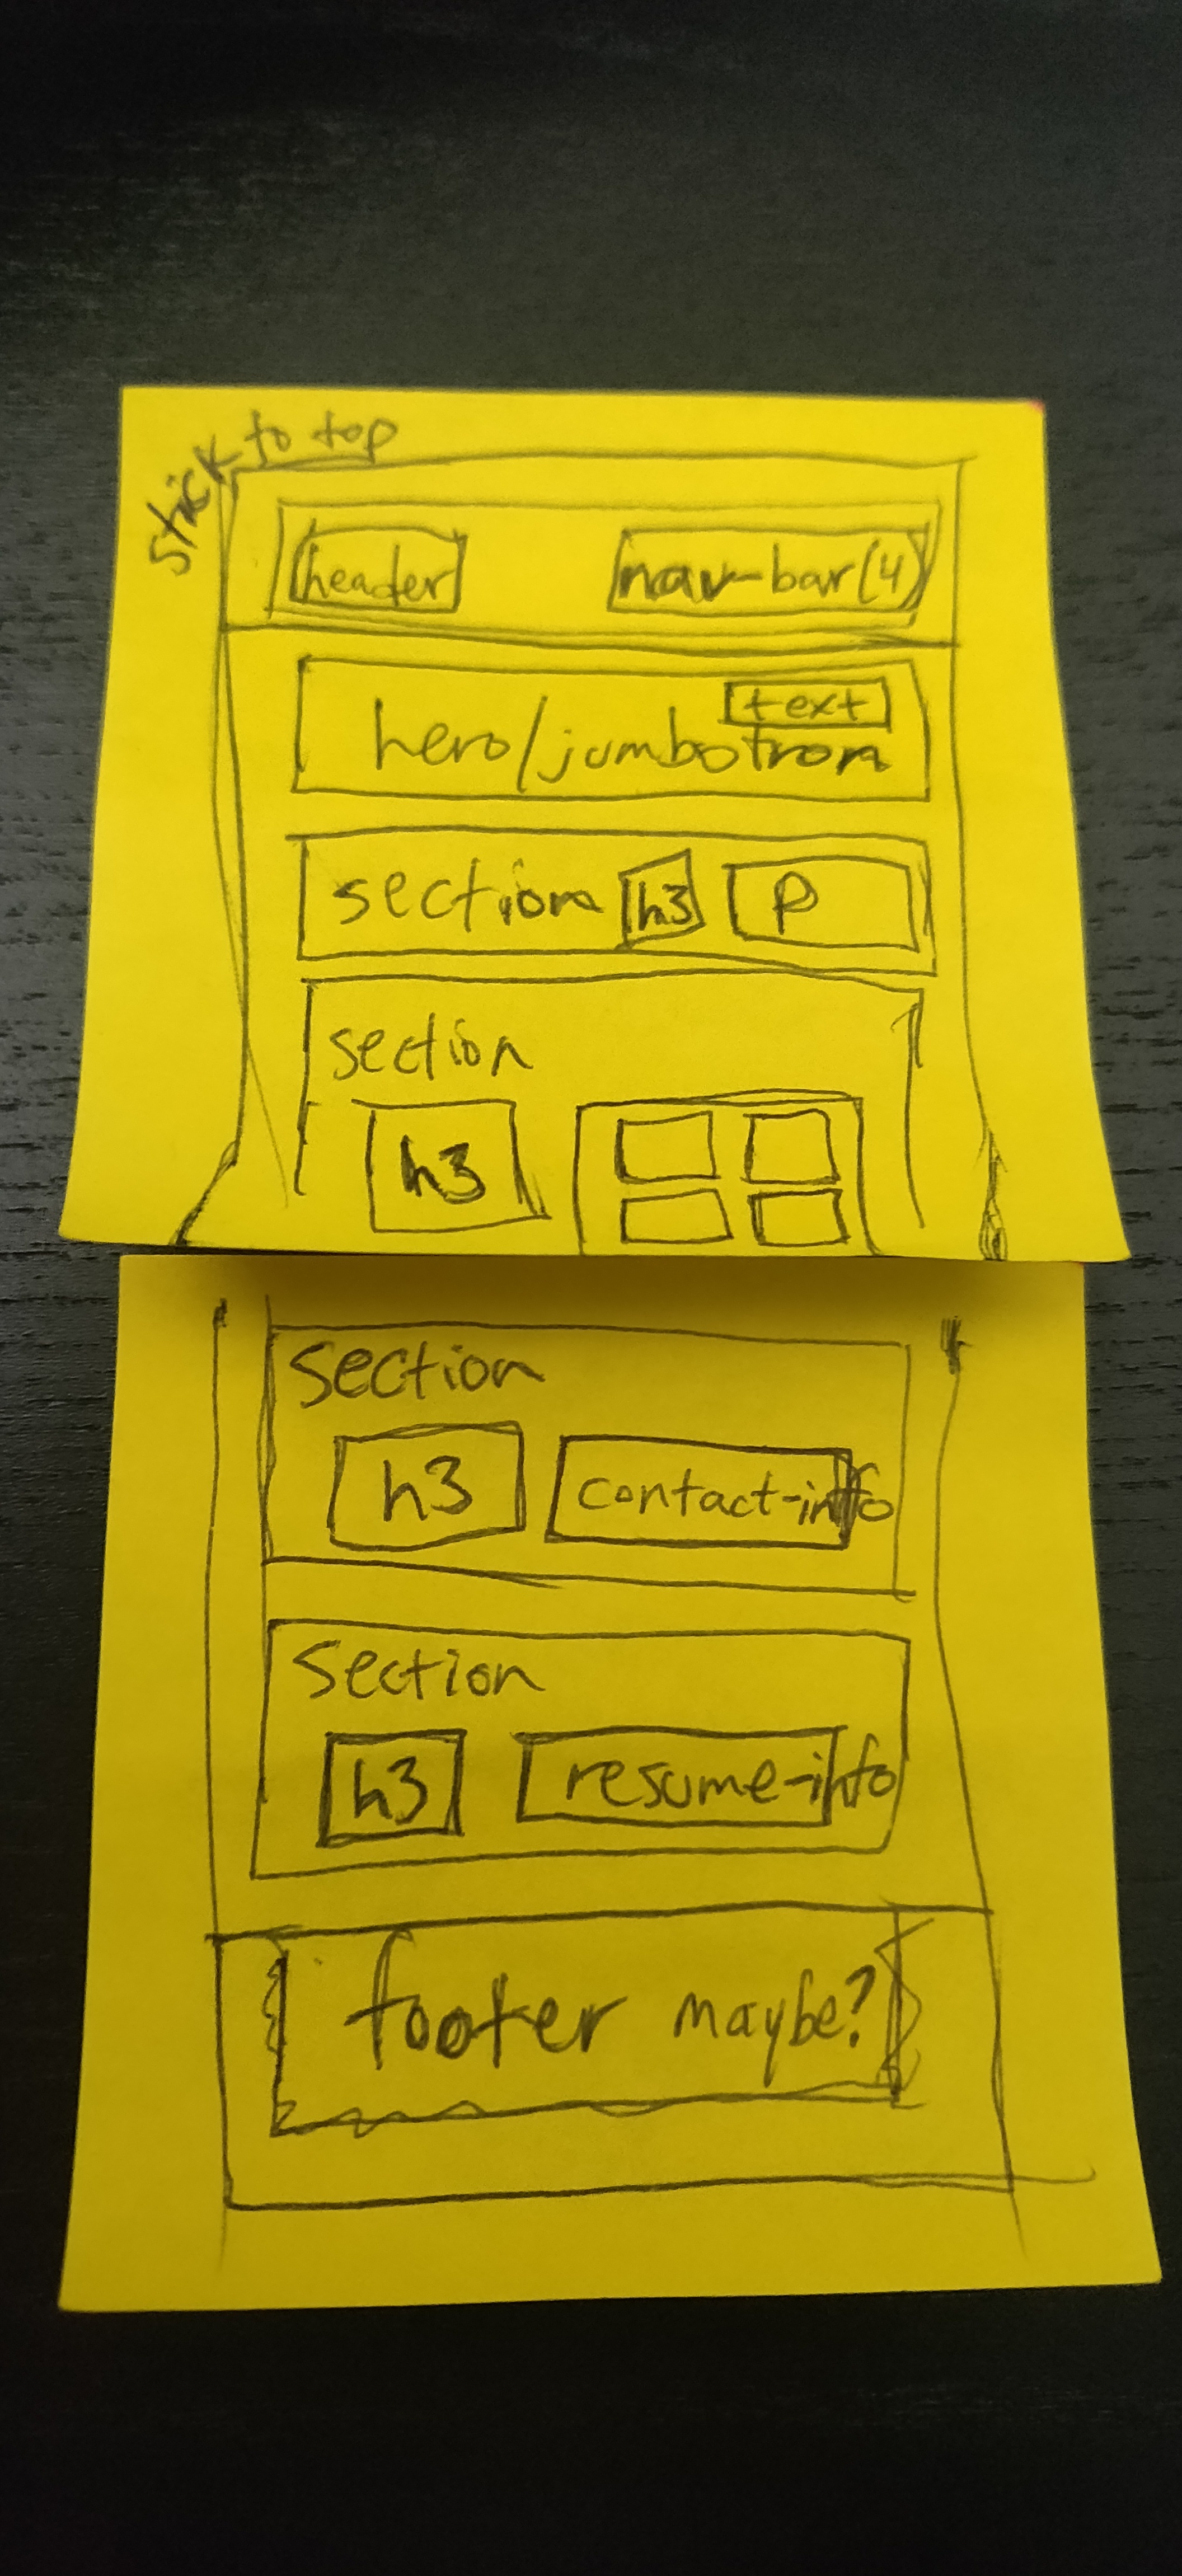 stick to top
header nav-bar(4)
text
hero/jumbotron
section h3 p
section
h3
section
h3 contact-info
section
h3 resume-info
footer maybe?